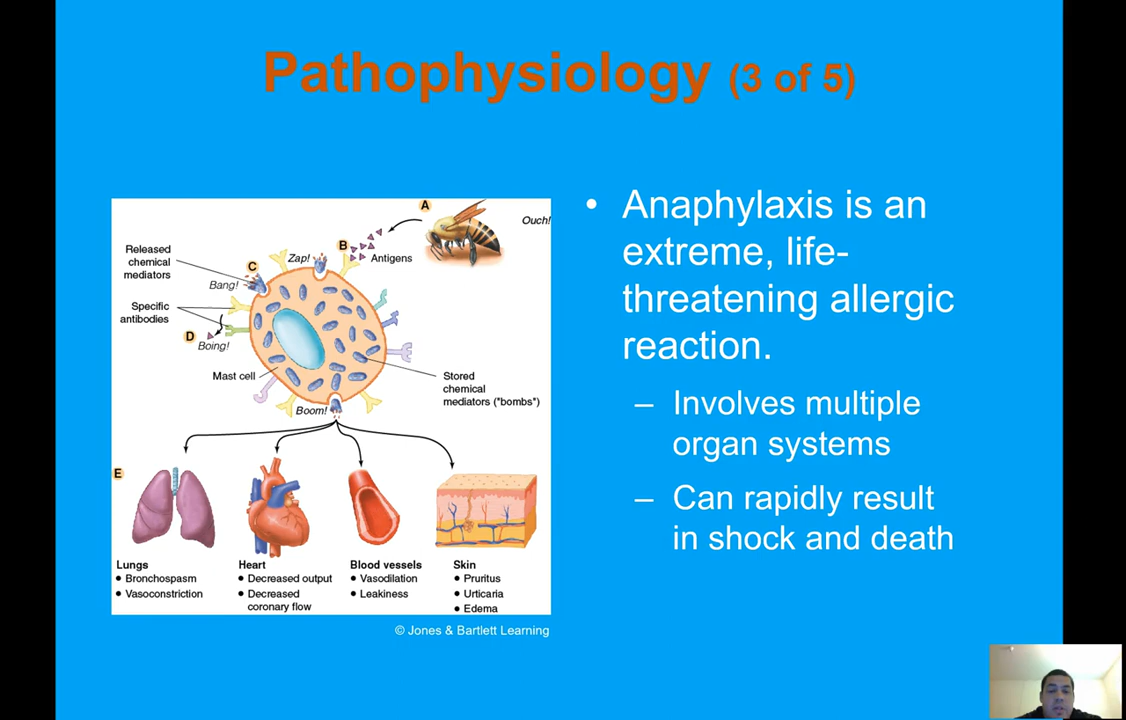 Pathophysiology (3 of 5)
A
Ouch!
B
Antigens
Zap!
Released
chemical
mediators
C
Bang!
Specific
antibodies
D
Boing!
Mast cell
Stored
chemical
mediators ("bombs")
Boom!
E
Lungs
• Bronchospasm
• Vasoconstriction
Heart
• Decreased output
• Decreased
coronary flow
Blood vessels
• Vasodilation
• Leakiness
Skin
• Pruritus
• Urticaria
• Edema
© Jones & Bartlett Learning
• Anaphylaxis is an
extreme, life-
threatening allergic
reaction.
– Involves multiple
organ systems
– Can rapidly result
in shock and death